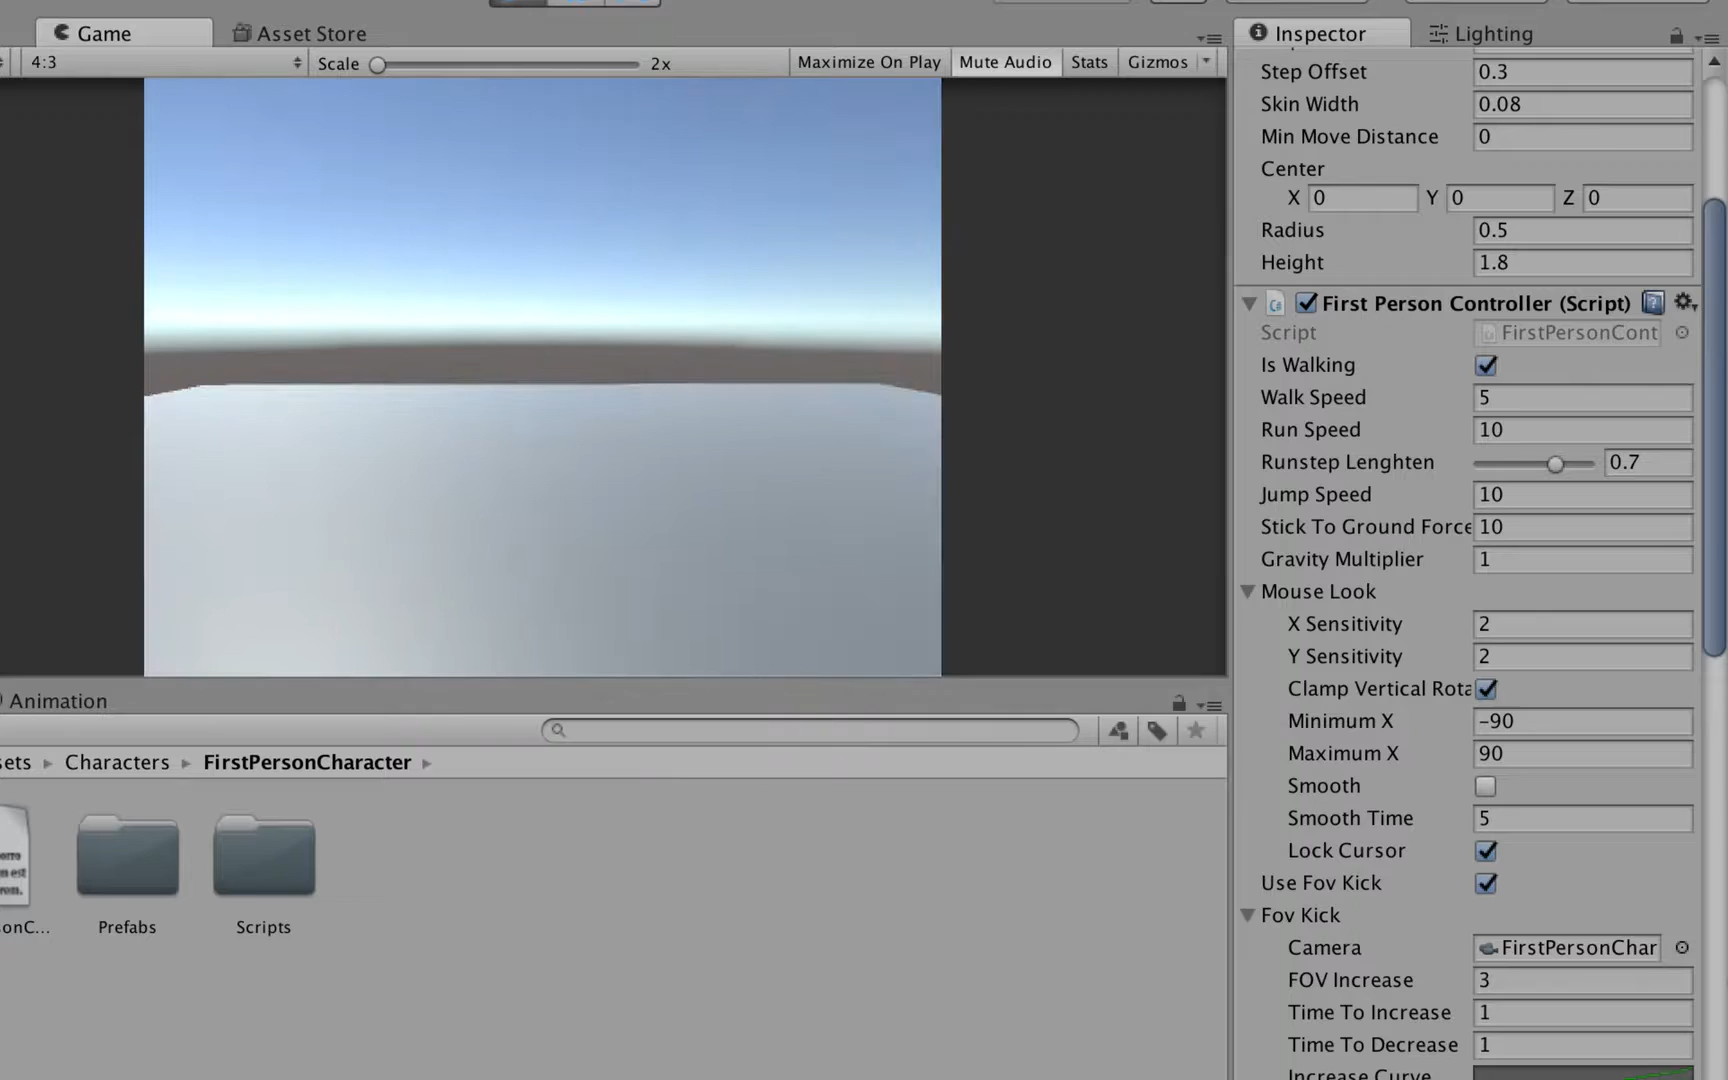 Game
Asset Store
4:3
Scale
2x
Maximize On Play
Mute Audio
Stats
Gizmos
Inspector
Lighting
Step Offset 0.3
Skin Width 0.08
Min Move Distance 0
Center
X 0 Y 0 Z 0
Radius 0.5
Height 1.8
C# First Person Controller (Script)
Script FirstPersonCont
Is Walking
Walk Speed 5
Run Speed 10
Runstep Lenghten 0.7
Jump Speed 10
Stick To Ground Force 10
Gravity Multiplier 1
Mouse Look
X Sensitivity 2
Y Sensitivity 2
Clamp Vertical Rota
Minimum X -90
Maximum X 90
Smooth
Smooth Time 5
Lock Cursor
Use Fov Kick
Fov Kick
Camera FirstPersonChar
FOV Increase 3
Time To Increase 1
Time To Decrease 1
Increase Curve
Animation
sets Characters FirstPersonCharacter
onC...
Prefabs
Scripts